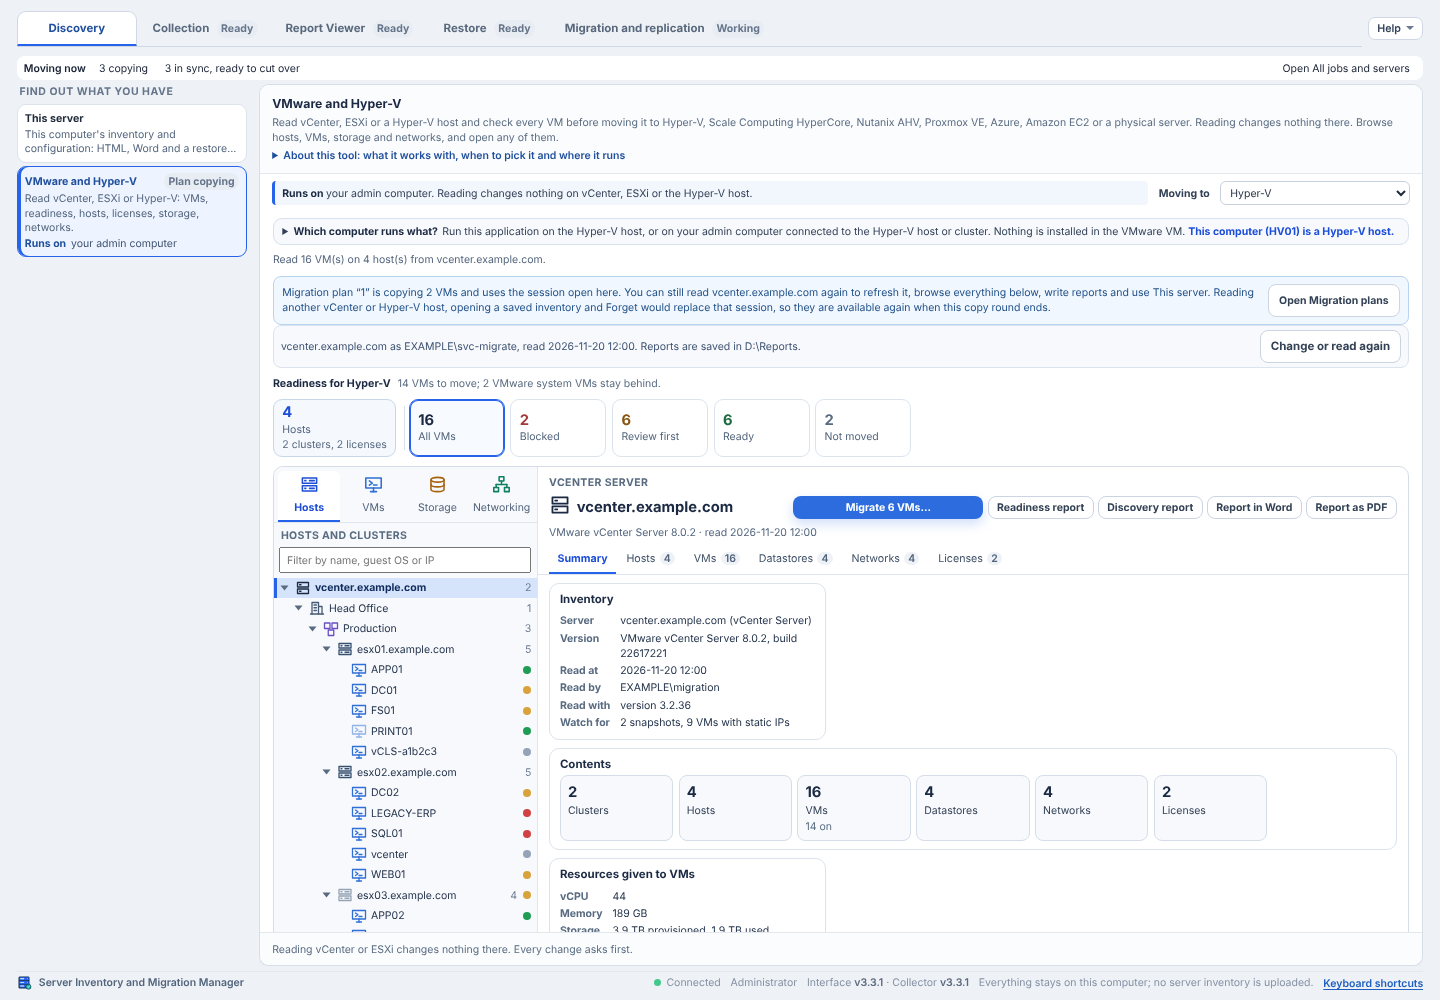 Discovery
Collection Ready
Report Viewer Ready
Restore Ready
Migration and replication Working
Help
Moving now 3 copying 3 in sync, ready to cut over
Open All jobs and servers
FIND OUT WHAT YOU HAVE
This server
This computer's inventory and
configuration: HTML, Word and a restore...
VMware and Hyper-V Plan copying
Read vCenter, ESXi or Hyper-V: VMs,
readiness, hosts, licenses, storage,
networks.
Runs on your admin computer
VMware and Hyper-V
Read vCenter, ESXi or a Hyper-V host and check every VM before moving it to Hyper-V, Scale Computing HyperCore, Nutanix AHV, Proxmox VE, Azure, Amazon EC2 or a physical server. Reading changes nothing there. Browse
hosts, VMs, storage and networks, and open any of them.
About this tool: what it works with, when to pick it and where it runs
Runs on your admin computer. Reading changes nothing on vCenter, ESXi or the Hyper-V host.
Moving to Hyper-V
Which computer runs what? Run this application on the Hyper-V host, or on your admin computer connected to the Hyper-V host or cluster. Nothing is installed in the VMware VM. This computer (HV01) is a Hyper-V host.
Read 16 VM(s) on 4 host(s) from vcenter.example.com.
Migration plan “1” is copying 2 VMs and uses the session open here. You can still read vcenter.example.com again to refresh it, browse everything below, write reports and use This server. Reading
another vCenter or Hyper-V host, opening a saved inventory and Forget would replace that session, so they are available again when this copy round ends.
Open Migration plans
vcenter.example.com as EXAMPLE\svc-migrate, read 2026-11-20 12:00. Reports are saved in D:\Reports.
Change or read again
Readiness for Hyper-V 14 VMs to move; 2 VMware system VMs stay behind.
4
Hosts
2 clusters, 2 licenses
16
All VMs
2
Blocked
6
Review first
6
Ready
2
Not moved
Hosts
VMs
Storage
Networking
HOSTS AND CLUSTERS
Filter by name, guest OS or IP
vcenter.example.com 2
Head Office 1
Production 3
esx01.example.com 5
APP01
DC01
FS01
PRINT01
vCLS-a1b2c3
esx02.example.com 5
DC02
LEGACY-ERP
SQL01
vcenter
WEB01
esx03.example.com 4
APP02
VCENTER SERVER
vcenter.example.com
Migrate 6 VMs...
Readiness report
Discovery report
Report in Word
Report as PDF
VMware vCenter Server 8.0.2 · read 2026-11-20 12:00
Summary
Hosts 4
VMs 16
Datastores 4
Networks 4
Licenses 2
Inventory
Server vcenter.example.com (vCenter Server)
Version VMware vCenter Server 8.0.2, build
22617221
Read at 2026-11-20 12:00
Read by EXAMPLE\migration
Read with version 3.2.36
Watch for 2 snapshots, 9 VMs with static IPs
Contents
2
Clusters
4
Hosts
16
VMs
14 on
4
Datastores
4
Networks
2
Licenses
Resources given to VMs
vCPU 44
Memory 189 GB
Storage 3.9 TB provisioned, 1.9 TB used
Reading vCenter or ESXi changes nothing there. Every change asks first.
Server Inventory and Migration Manager
Connected Administrator Interface v3.3.1 · Collector v3.3.1 Everything stays on this computer; no server inventory is uploaded. Keyboard shortcuts